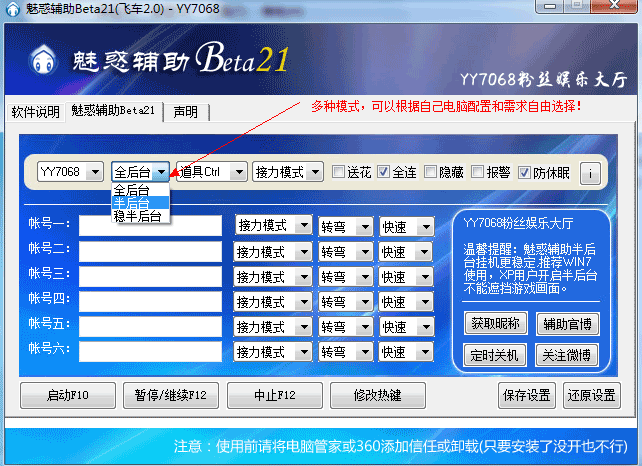 魅惑辅助Beta21(飞车2.0) - YY7068
魅惑辅助Beta21
YY7068粉丝娱乐大厅
软件说明 魅惑辅助Beta21 声明
多种模式，可以根据自己电脑配置和需求自由选择！
YY7068 全后台 道具Ctrl 接力模式 送花 全连 隐藏 报警 防休眠 i
全后台
半后台
稳半后台
帐号一： 接力模式 转弯 快速
帐号二： 接力模式 转弯 快速
帐号三： 接力模式 转弯 快速
帐号四： 接力模式 转弯 快速
帐号五： 接力模式 转弯 快速
帐号六： 接力模式 转弯 快速
YY7068粉丝娱乐大厅
温馨提醒：魅惑辅助半后
台挂机更稳定.推荐WIN7
使用，XP用户开启半后台
不能遮挡游戏画面。
获取昵称 辅助官博
定时关机 关注微博
启动F10 暂停/继续F12 中止F12 修改热键 保存设置 还原设置
注意：使用前请将电脑管家或360添加信任或卸载(只要安装了没开也不行)